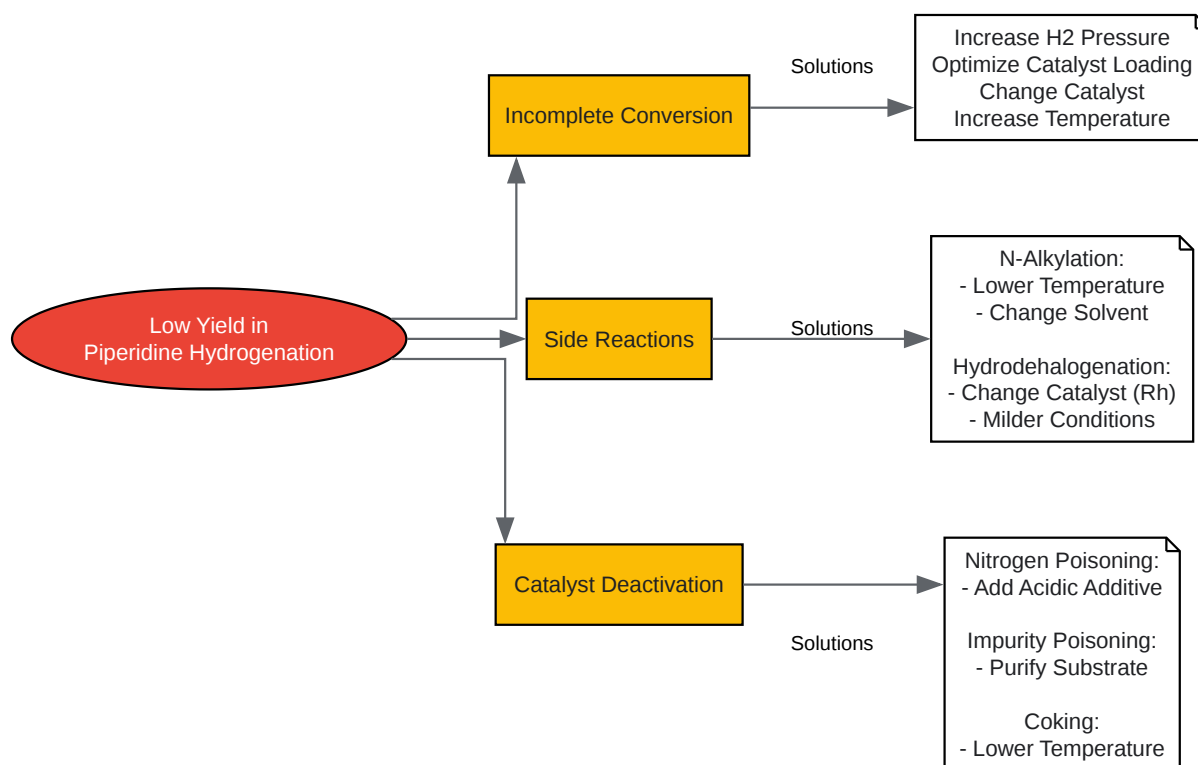 Low Yield in
Piperidine Hydrogenation
Incomplete Conversion
Solutions
Increase H2 Pressure
Optimize Catalyst Loading
Change Catalyst
Increase Temperature
Side Reactions
Solutions
N-Alkylation:
- Lower Temperature
- Change Solvent
Hydrodehalogenation:
- Change Catalyst (Rh)
- Milder Conditions
Catalyst Deactivation
Solutions
Nitrogen Poisoning:
- Add Acidic Additive
Impurity Poisoning:
- Purify Substrate
Coking:
- Lower Temperature